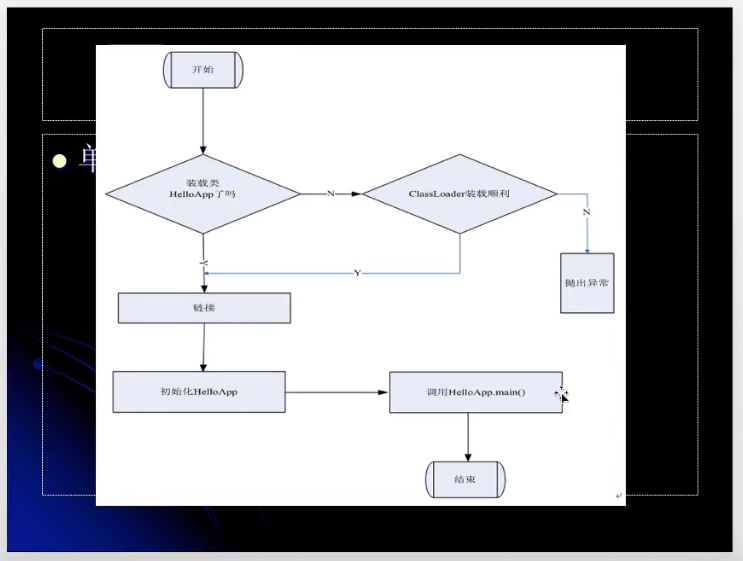 开始
装载类
HelloApp了吗
N
ClassLoader装载顺利
N
Y
Y
抛出异常
链接
初始化HelloApp
调用HelloApp.main()
结束